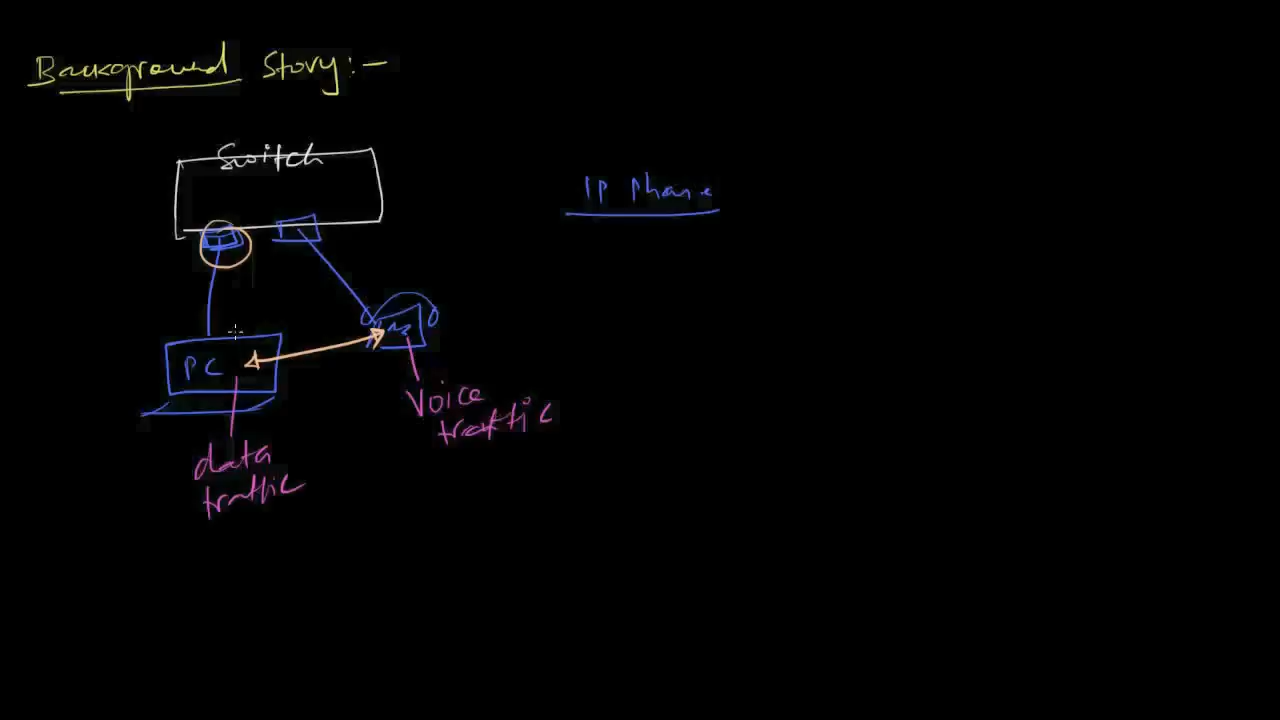 Background Story:-
Switch
IP Phone
PC
Voice
traffic
data
traffic